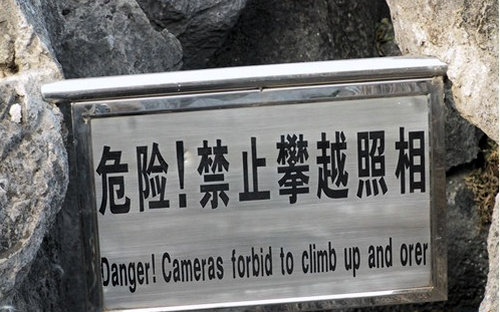 危险!禁止攀越照相
Danger! Cameras forbid to climb up and orer